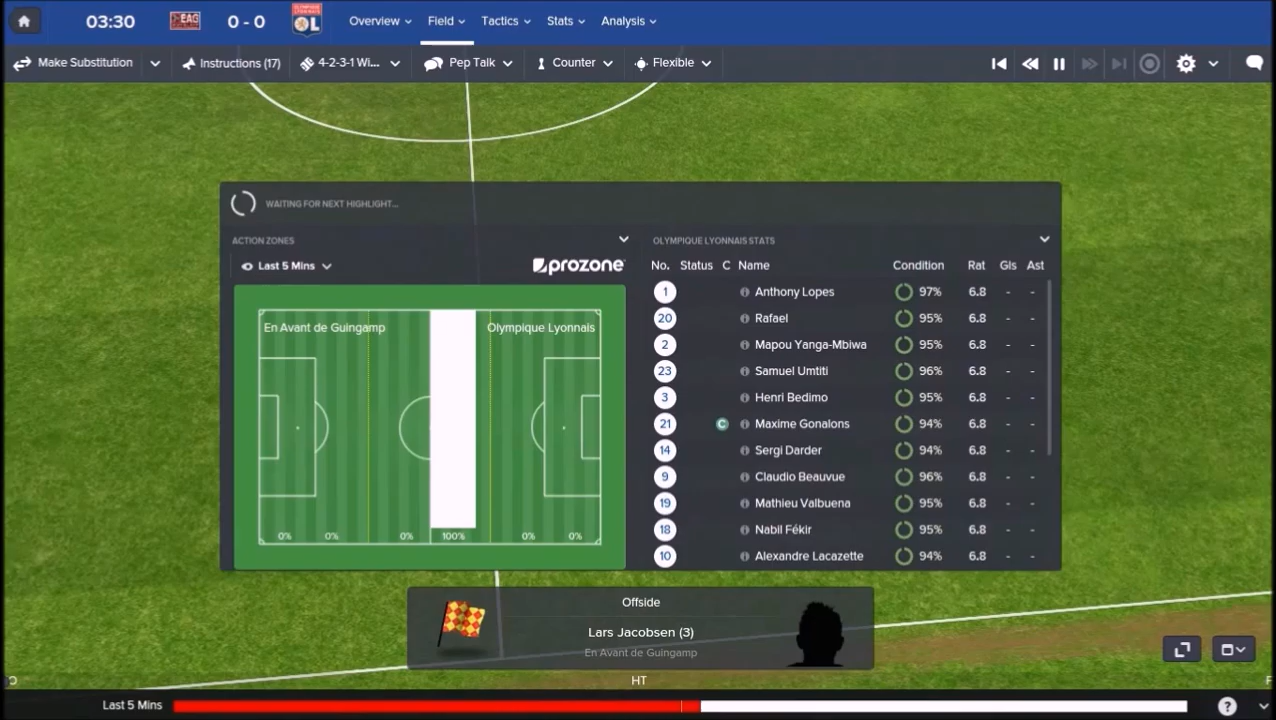 03:30 EAG 0 - 0 OL Overview Field Tactics Stats Analysis
Make Substitution Instructions (17) 4-2-3-1 Wi... Pep Talk Counter Flexible
WAITING FOR NEXT HIGHLIGHT...
ACTION ZONES
Last 5 Mins prozone
En Avant de Guingamp Olympique Lyonnais
0% 0% 0% 100% 0% 0%
OLYMPIQUE LYONNAIS STATS
No. Status C Name Condition Rat Gls Ast
1 Anthony Lopes 97% 6.8 - -
20 Rafael 95% 6.8 - -
2 Mapou Yanga-Mbiwa 95% 6.8 - -
23 Samuel Umtiti 96% 6.8 - -
3 Henri Bedimo 95% 6.8 - -
21 C Maxime Gonalons 94% 6.8 - -
14 Sergi Darder 94% 6.8 - -
9 Claudio Beauvue 96% 6.8 - -
19 Mathieu Valbuena 95% 6.8 - -
18 Nabil Fékir 95% 6.8 - -
10 Alexandre Lacazette 94% 6.8 - -
Offside
Lars Jacobsen (3)
En Avant de Guingamp
HT
Last 5 Mins ?